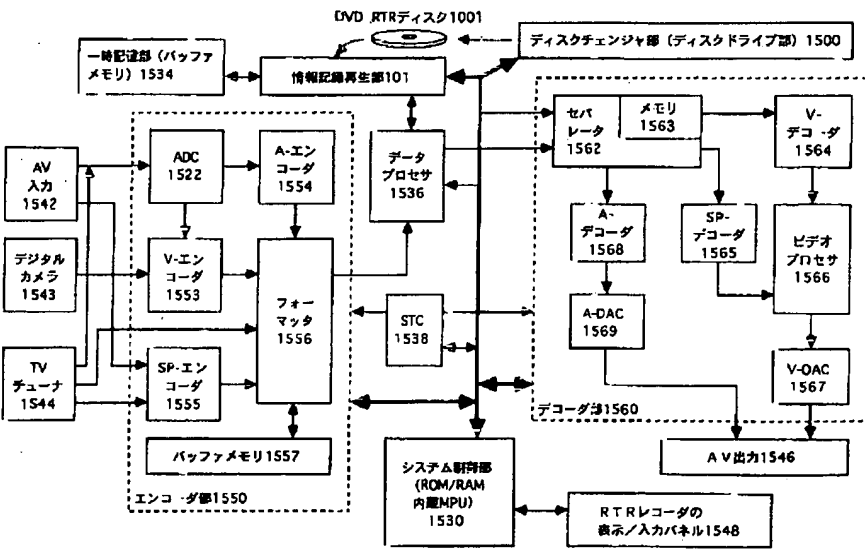 DVD RTRディスク1001
一時記憶部（バッファ
メモリ）1534
情報記録再生部101
ディスクチェンジャ部（ディスクドライブ部）1500
AV
入力
1542
デジタル
カメラ
1543
TV
チューナ
1544
ADC
1522
A-エン
コーダ
1554
V-エン
コーダ
1553
フォー
マッタ
1556
SP-エン
コーダ
1555
バッファメモリ1557
エンコーダ部1550
データ
プロセサ
1536
STC
1538
セパ
レータ
1562
メモリ
1563
V-
デコーダ
1564
A-
デコーダ
1568
SP-
デコーダ
1565
ビデオ
プロセサ
1566
A-DAC
1569
V-DAC
1567
デコーダ部1560
AV出力1546
システム制御部
(ROM/RAM
内蔵MPU)
1530
RTRレコーダの
表示／入力パネル1548